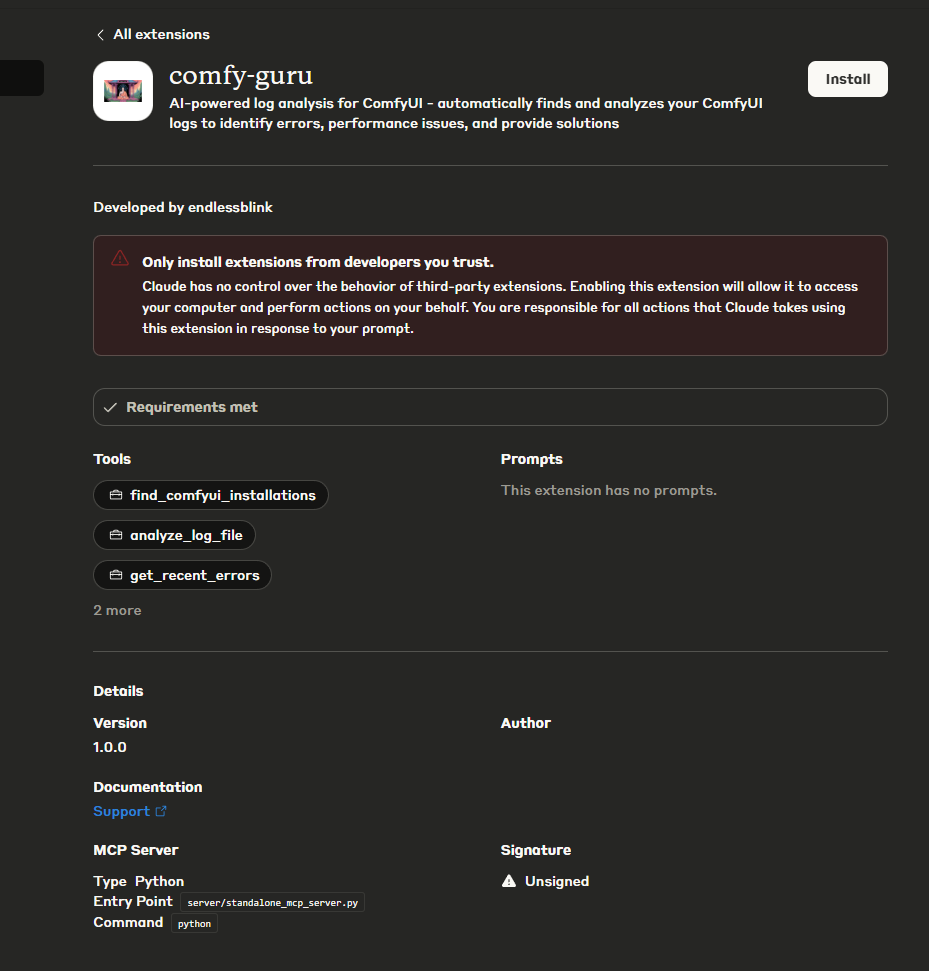 All extensions
comfy-guru
Install
AI-powered log analysis for ComfyUI - automatically finds and analyzes your ComfyUI
logs to identify errors, performance issues, and provide solutions
Developed by endlessblink
Only install extensions from developers you trust.
Claude has no control over the behavior of third-party extensions. Enabling this extension will allow it to access
your computer and perform actions on your behalf. You are responsible for all actions that Claude takes using
this extension in response to your prompt.
Requirements met
Tools
find_comfyui_installations
analyze_log_file
get_recent_errors
2 more
Prompts
This extension has no prompts.
Details
Version
1.0.0
Author
Documentation
Support
MCP Server
Type Python
Entry Point server/standalone_mcp_server.py
Command python
Signature
Unsigned